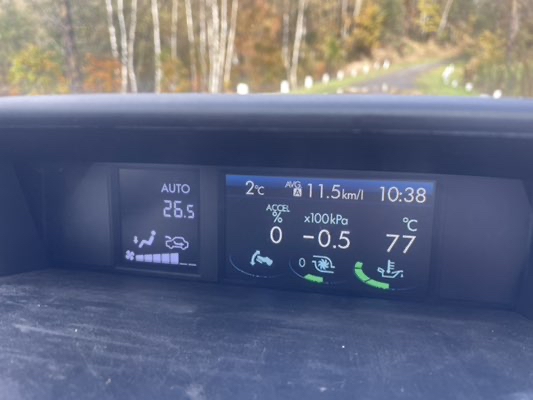 AUTO
26.5
2°C AVG A 11.5km/l 10:38
ACCEL % x100kPa °C
0 -0.5 77
0